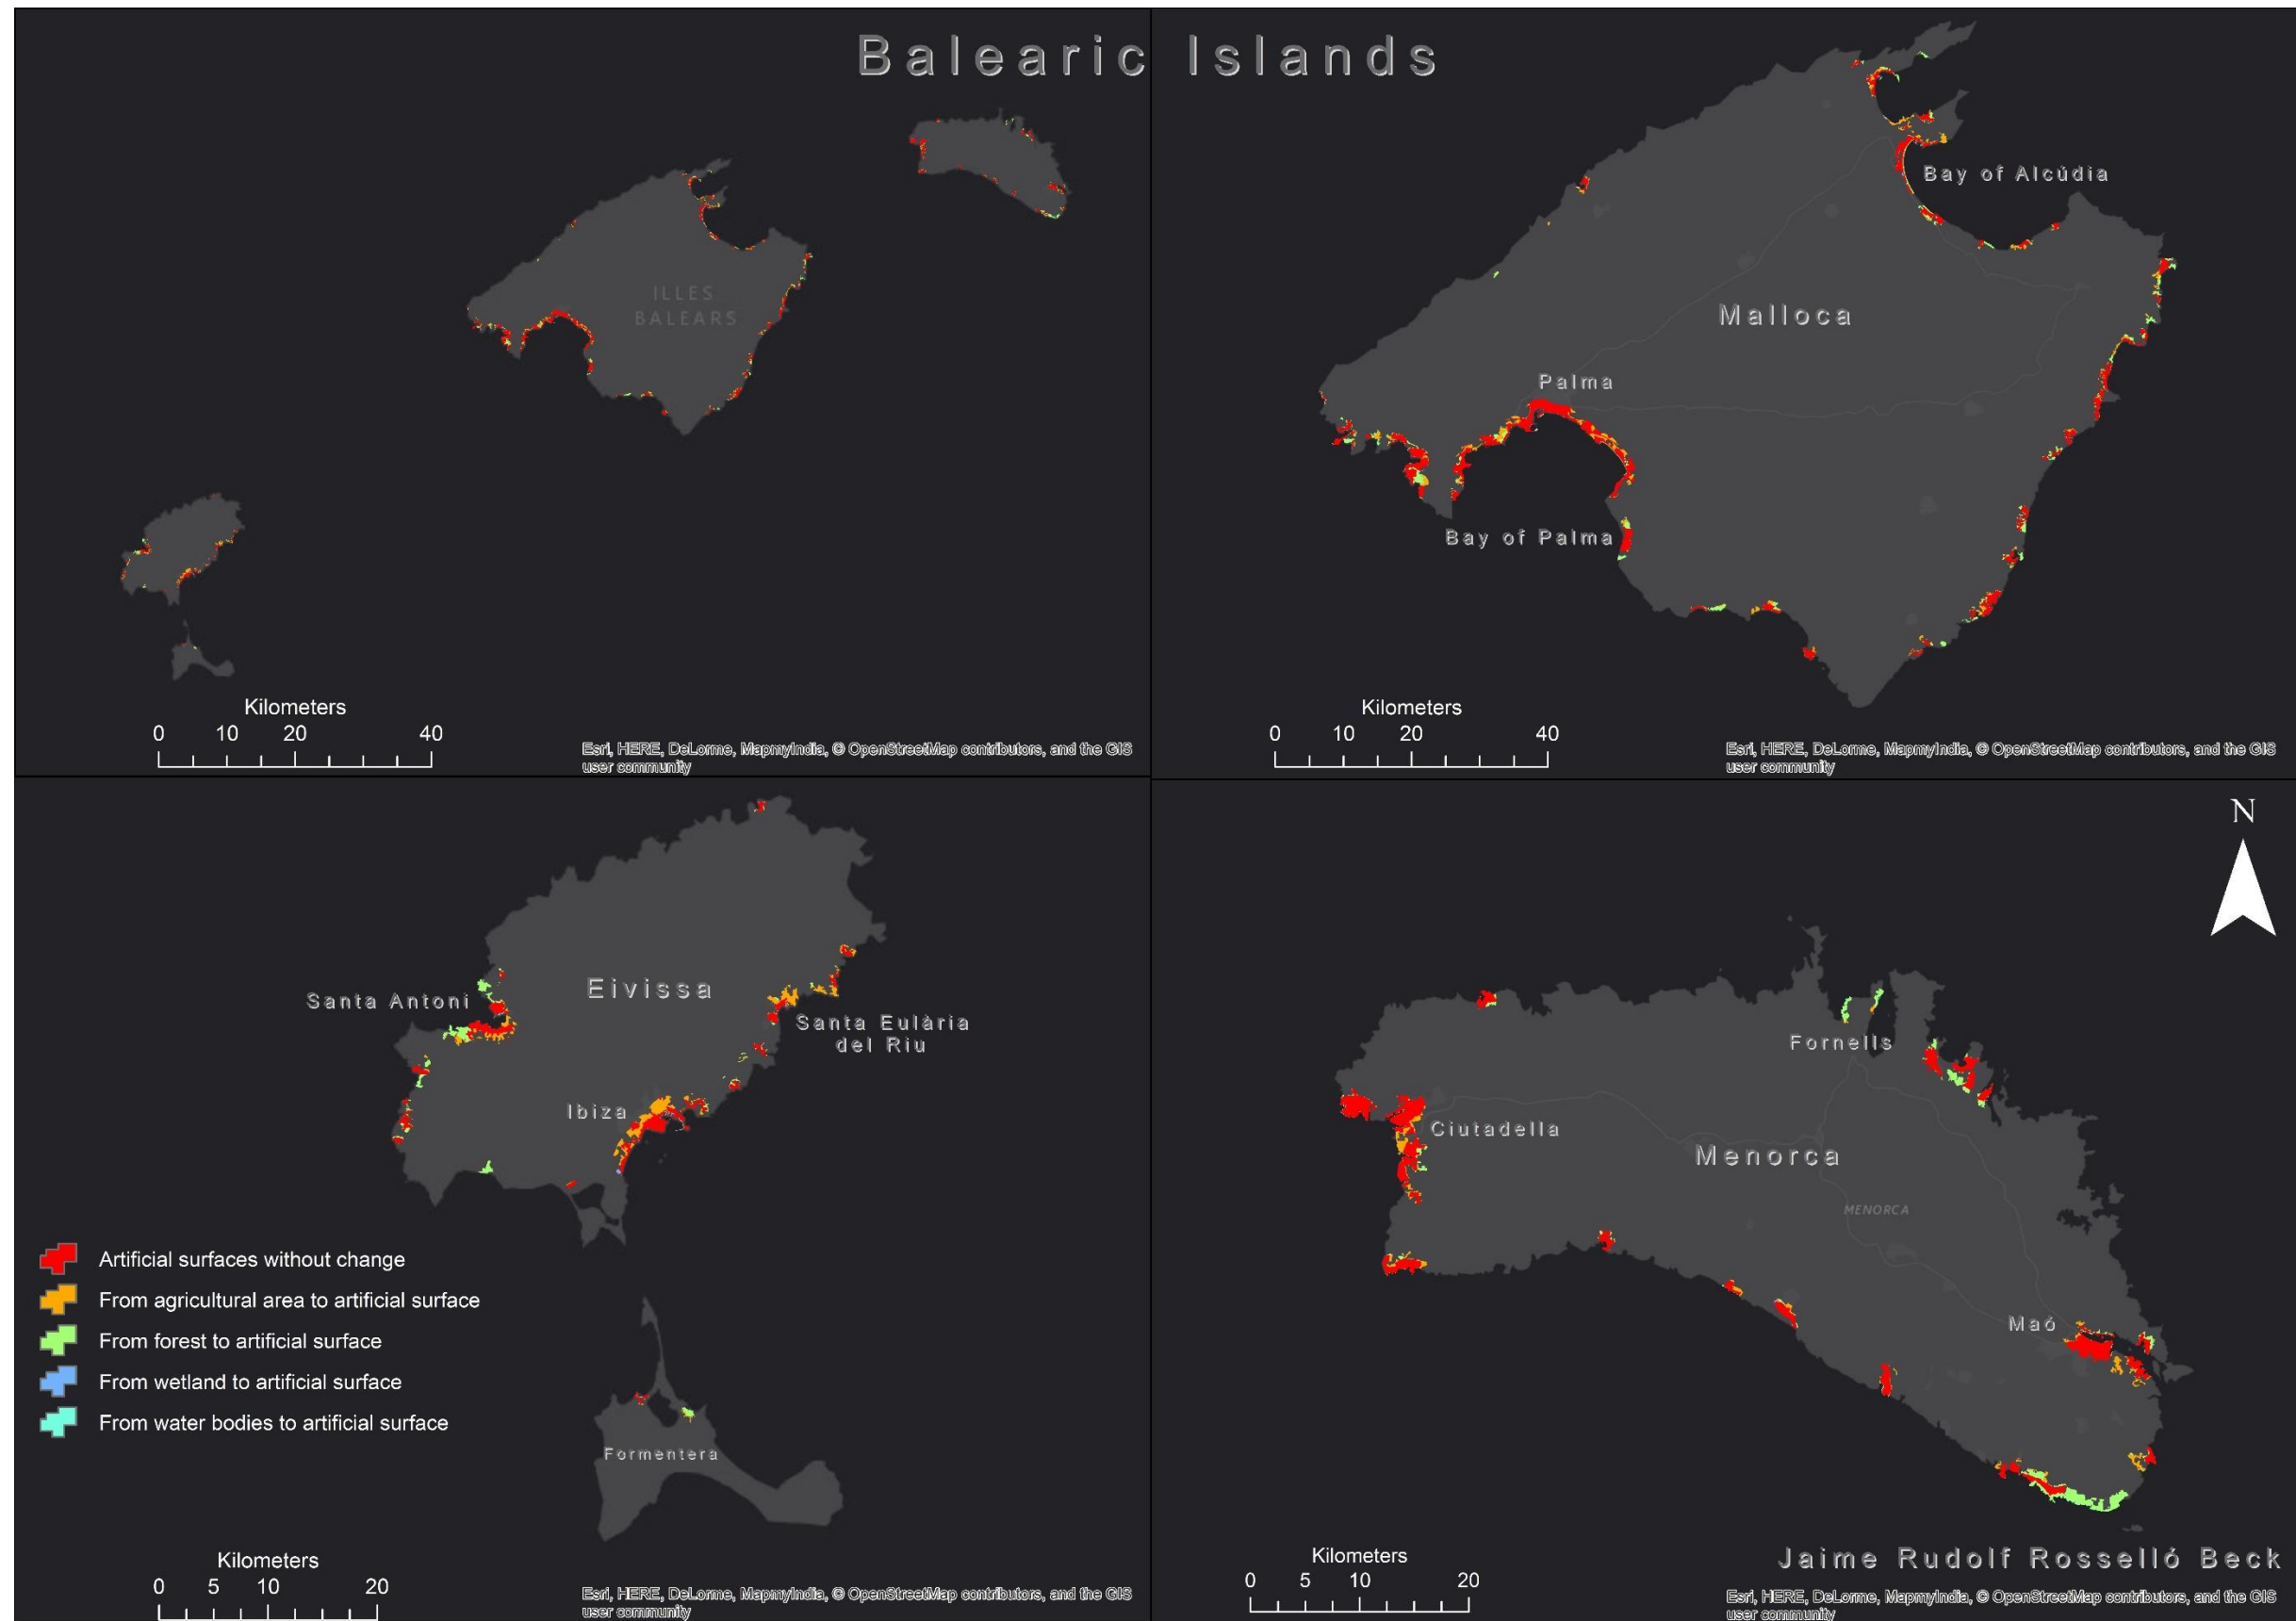 Balearic Islands
ILLES
BALEARS
Kilometers
0 10 20 40
Esri, HERE, DeLorme, MapmyIndia, © OpenStreetMap contributors, and the GIS
user community
Bay of Alcúdia
Malloca
Palma
Bay of Palma
Kilometers
0 10 20 40
Esri, HERE, DeLorme, MapmyIndia, © OpenStreetMap contributors, and the GIS
user community
Eivissa
Santa Antoni
Santa Eulària
del Riu
Ibiza
Artificial surfaces without change
From agricultural area to artificial surface
From forest to artificial surface
From wetland to artificial surface
From water bodies to artificial surface
Formentera
Kilometers
0 5 10 20
Esri, HERE, DeLorme, MapmyIndia, © OpenStreetMap contributors, and the GIS
user community
N
Fornells
Ciutadella
Menorca
MENORCA
Maó
Kilometers
0 5 10 20
Jaime Rudolf Rosselló Beck
Esri, HERE, DeLorme, MapmyIndia, © OpenStreetMap contributors, and the GIS
user community